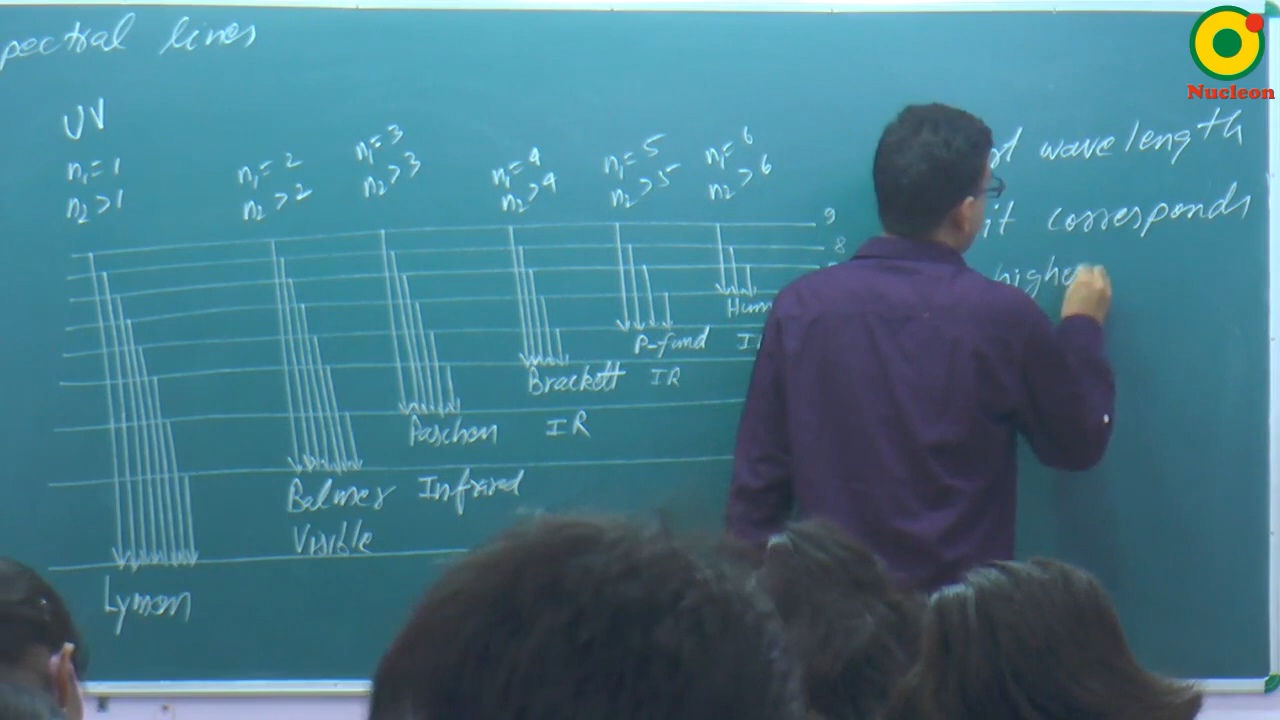 pectral lines
UV
n₁=1
n₂>1
n₁=2
n₂>2
n₁=3
n₂>3
n₁=4
n₂>4
n₁=5
n₂>5
n₁=6
n₂>6
9
8
Hum
P-fund
Brackett IR
Paschen IR
Balmer Infrared
Visible
Lyman
wavelength
it corresponds
highe
Nucleon